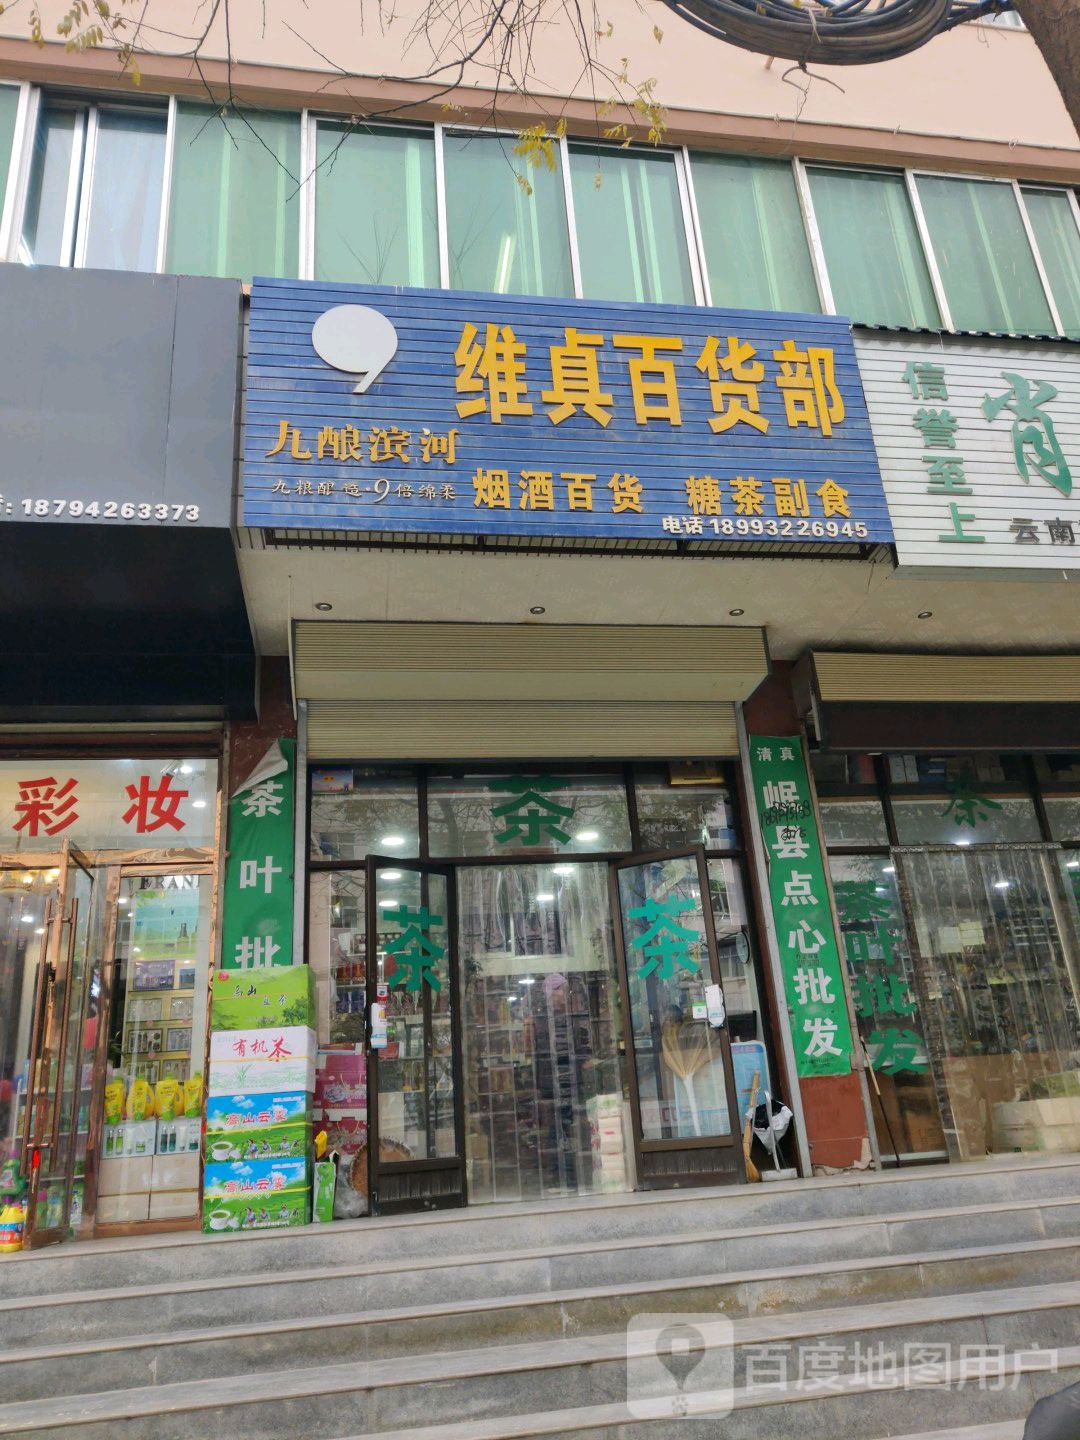 维真百货部
九酿滨河
九粮酿造·9倍绵柔
烟酒百货 糖茶副食
电话 18993226945
: 18794263373
信誉至上
肖
云南
彩妆
茶叶批
茶
茶
茶
清真
岷县点心批发
茶
茶叶批发
高山
有机茶
高山云雾
高山云雾
百度地图用户